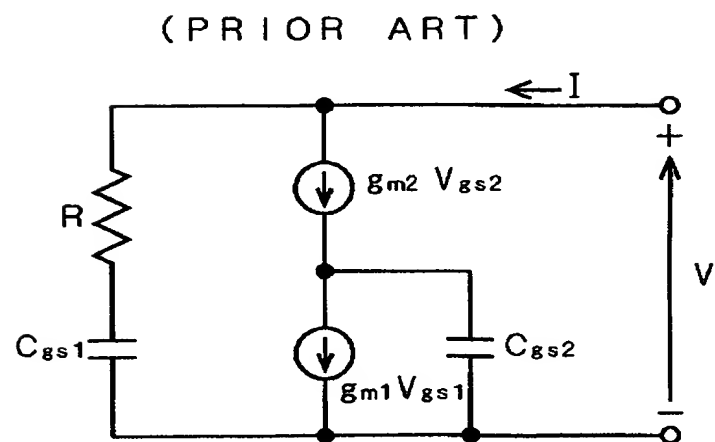 (PRIOR ART)
I
+
gm2 Vgs2
R
V
Cgs1
Cgs2
gm1Vgs1
−